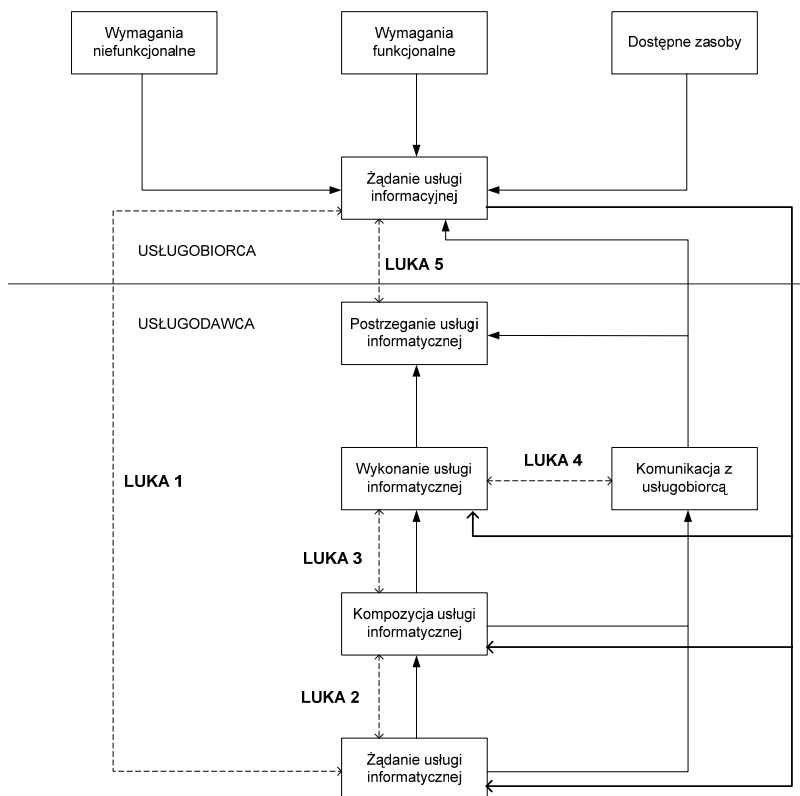 Wymagania
niefunkcjonalne
Wymagania
funkcjonalne
Dostępne zasoby
Żądanie usługi
informacyjnej
USŁUGOBIORCA
LUKA 5
USŁUGODAWCA
Postrzeganie usługi
informatycznej
LUKA 1
Wykonanie usługi
informatycznej
LUKA 4
Komunikacja z
usługobiorcą
LUKA 3
Kompozycja usługi
informatycznej
LUKA 2
Żądanie usługi
informatycznej